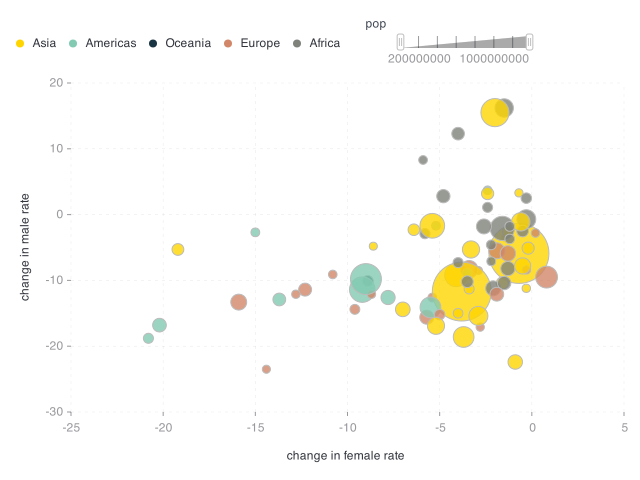 pop
Asia Americas Oceania Europe Africa
200000000 1000000000
20
10
0
-10
-20
-30
-25 -20 -15 -10 -5 0 5
change in male rate
change in female rate